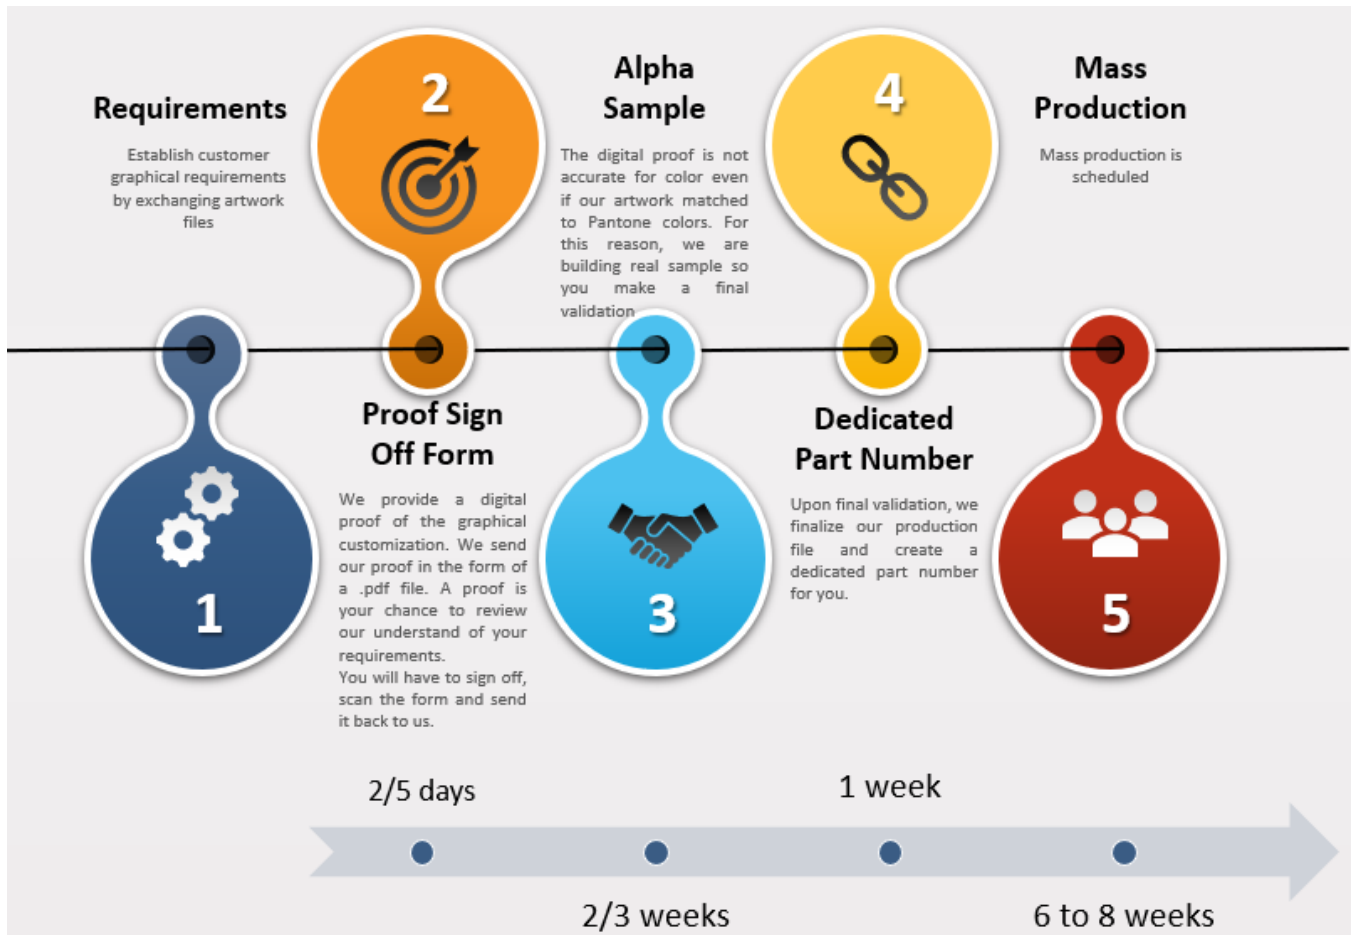 Requirements
Establish customer
graphical requirements
by exchanging artwork
files
1
2
Proof Sign
Off Form
We provide a digital
proof of the graphical
customization. We send
our proof in the form of
a .pdf file. A proof is
your chance to review
our understand of your
requirements.
You will have to sign off,
scan the form and send
it back to us.
Alpha
Sample
The digital proof is not
accurate for color even
if our artwork matched
to Pantone colors. For
this reason, we are
building real sample so
you make a final
validation
3
4
Dedicated
Part Number
Upon final validation, we
finalize our production
file and create a
dedicated part number
for you.
Mass
Production
Mass production is
scheduled
5
2/5 days
2/3 weeks
1 week
6 to 8 weeks